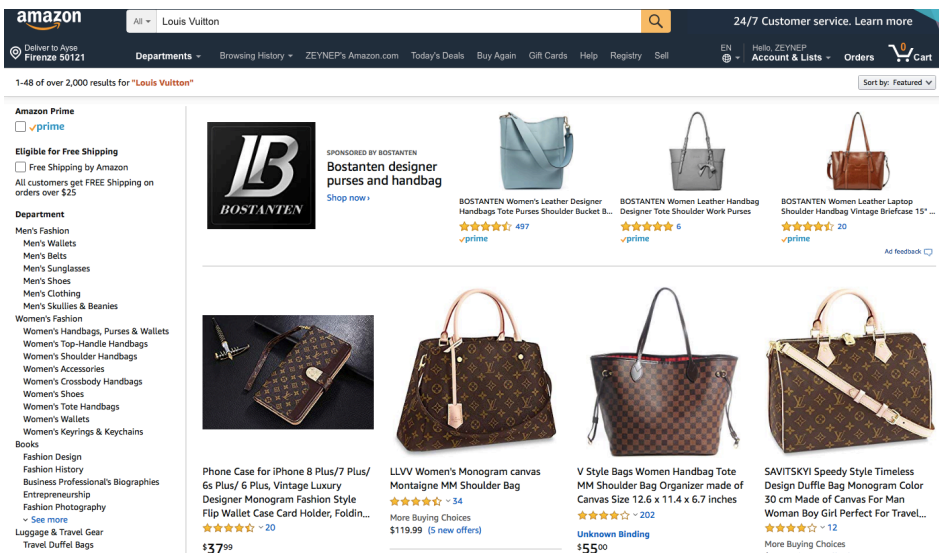 amazon
All
Louis Vuitton
24/7 Customer service. Learn more
Deliver to Ayse
Firenze 50121
Departments
Browsing History
ZEYNEP's Amazon.com
Today's Deals
Buy Again
Gift Cards
Help
Registry
Sell
EN
Hello, ZEYNEP
Account & Lists
Orders
0
Cart
1-48 of over 2,000 results for "Louis Vuitton"
Sort by: Featured
Amazon Prime
prime
Eligible for Free Shipping
Free Shipping by Amazon
All customers get FREE Shipping on
orders over $25
Department
Men's Fashion
Men's Wallets
Men's Belts
Men's Sunglasses
Men's Shoes
Men's Clothing
Men's Skullies & Beanies
Women's Fashion
Women's Handbags, Purses & Wallets
Women's Top-Handle Handbags
Women's Shoulder Handbags
Women's Accessories
Women's Crossbody Handbags
Women's Shoes
Women's Tote Handbags
Women's Wallets
Women's Keyrings & Keychains
Books
Fashion Design
Fashion History
Business Professional's Biographies
Entrepreneurship
Fashion Photography
See more
Luggage & Travel Gear
Travel Duffel Bags
B
BOSTANTEN
SPONSORED BY BOSTANTEN
Bostanten designer
purses and handbag
Shop now ›
BOSTANTEN Women's Leather Designer
Handbags Tote Purses Shoulder Bucket B...
497
prime
BOSTANTEN Women Leather Handbag
Designer Tote Shoulder Work Purses
6
prime
BOSTANTEN Women Leather Laptop
Shoulder Handbag Vintage Briefcase 15" ...
20
prime
Ad feedback
Phone Case for iPhone 8 Plus/7 Plus/
6s Plus/ 6 Plus, Vintage Luxury
Designer Monogram Fashion Style
Flip Wallet Case Card Holder, Foldin...
20
$37 99
LLVV Women's Monogram canvas
Montaigne MM Shoulder Bag
34
More Buying Choices
$119.99 (5 new offers)
V Style Bags Women Handbag Tote
MM Shoulder Bag Organizer made of
Canvas Size 12.6 x 11.4 x 6.7 inches
202
Unknown Binding
$55 00
SAVITSKYI Speedy Style Timeless
Design Duffle Bag Monogram Color
30 cm Made of Canvas For Man
Woman Boy Girl Perfect For Travel...
12
More Buying Choices